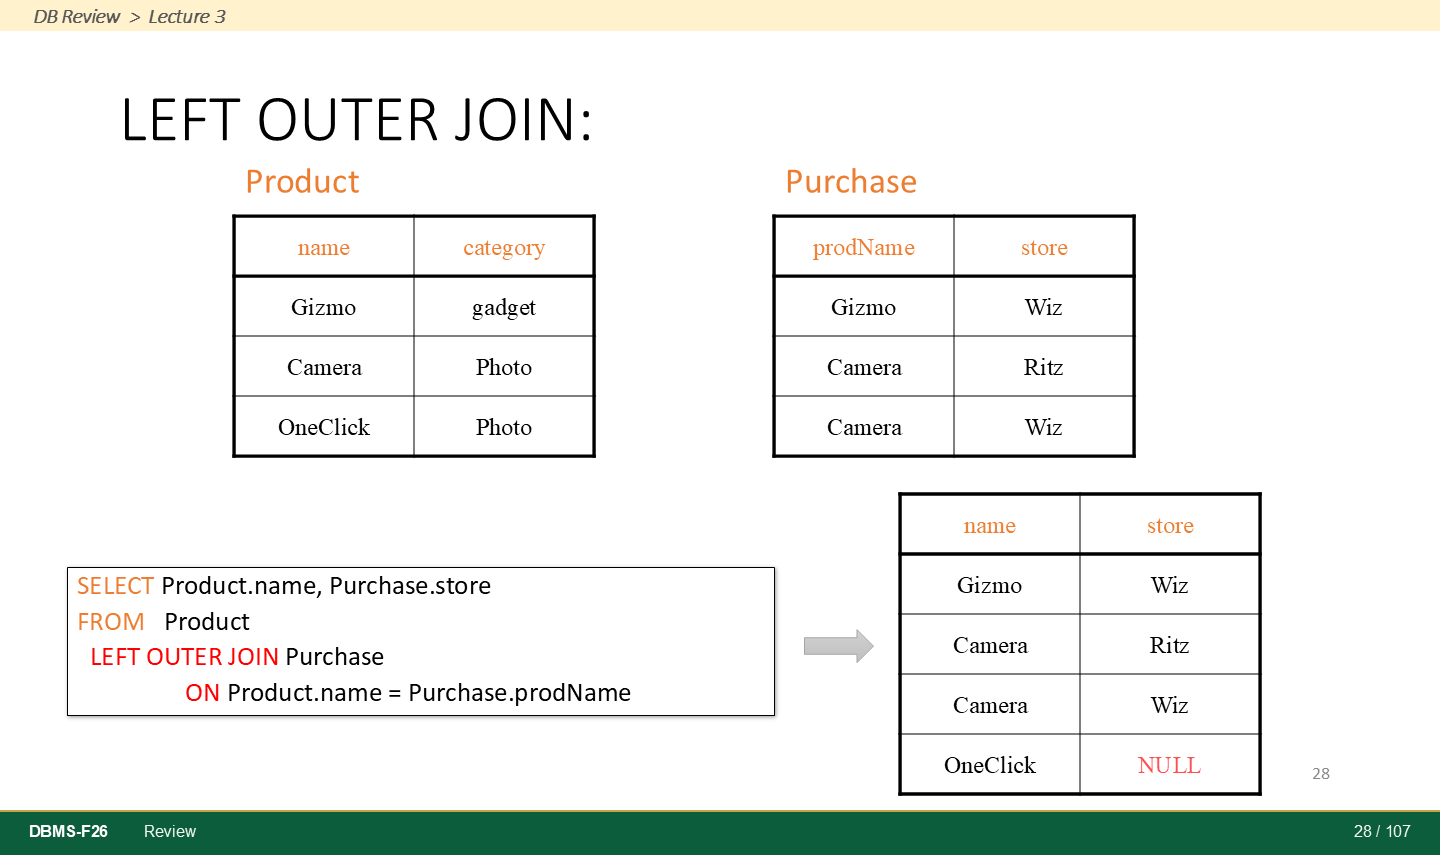 DB Review > Lecture 3
LEFT OUTER JOIN:
Product
name category
Gizmo gadget
Camera Photo
OneClick Photo
Purchase
prodName store
Gizmo Wiz
Camera Ritz
Camera Wiz
SELECT Product.name, Purchase.store
FROM Product
LEFT OUTER JOIN Purchase
ON Product.name = Purchase.prodName
name store
Gizmo Wiz
Camera Ritz
Camera Wiz
OneClick NULL
28
DBMS-F26 Review 28 / 107